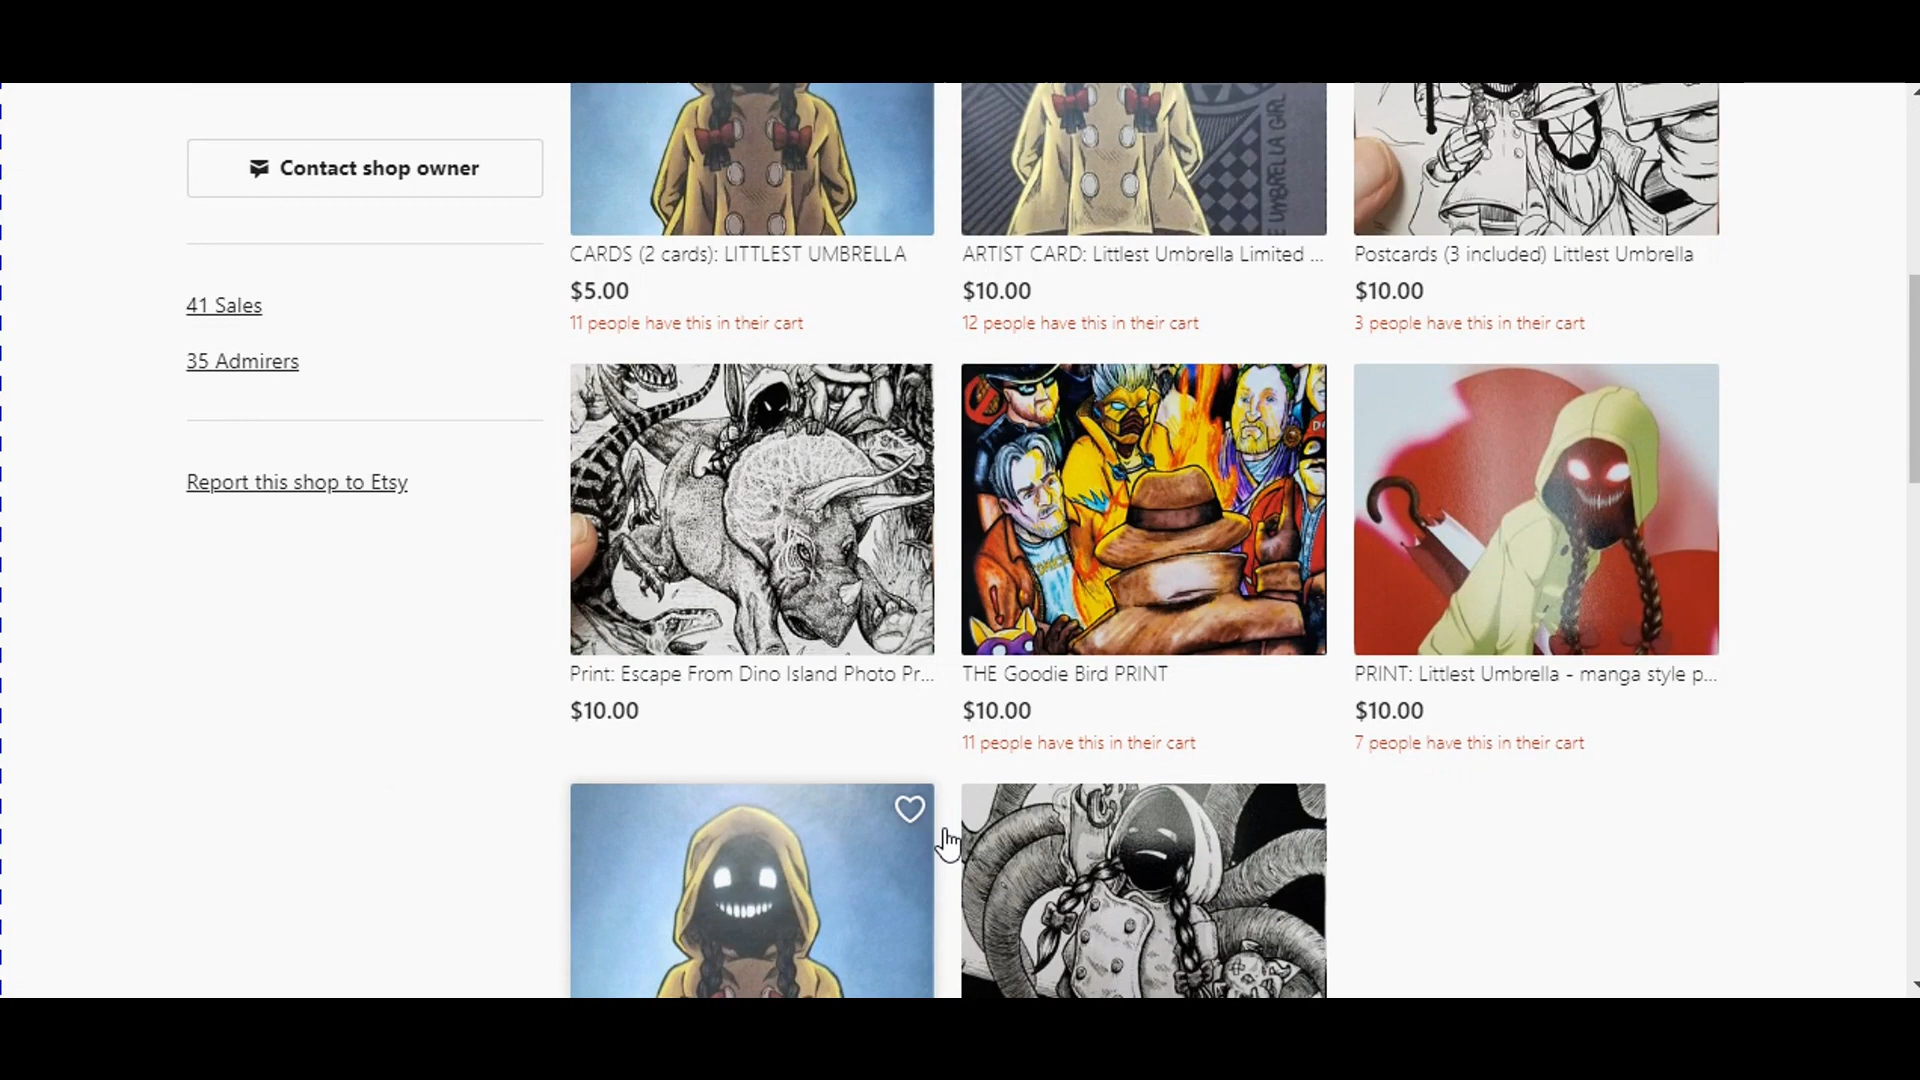 Contact shop owner
41 Sales
35 Admirers
Report this shop to Etsy
UMBRELLA GIRL
CARDS (2 cards): LITTLEST UMBRELLA
$5.00
11 people have this in their cart
ARTIST CARD: Littlest Umbrella Limited ...
$10.00
12 people have this in their cart
Postcards (3 included) Littlest Umbrella
$10.00
3 people have this in their cart
Print: Escape From Dino Island Photo Pr...
$10.00
THE Goodie Bird PRINT
$10.00
11 people have this in their cart
PRINT: Littlest Umbrella - manga style p...
$10.00
7 people have this in their cart